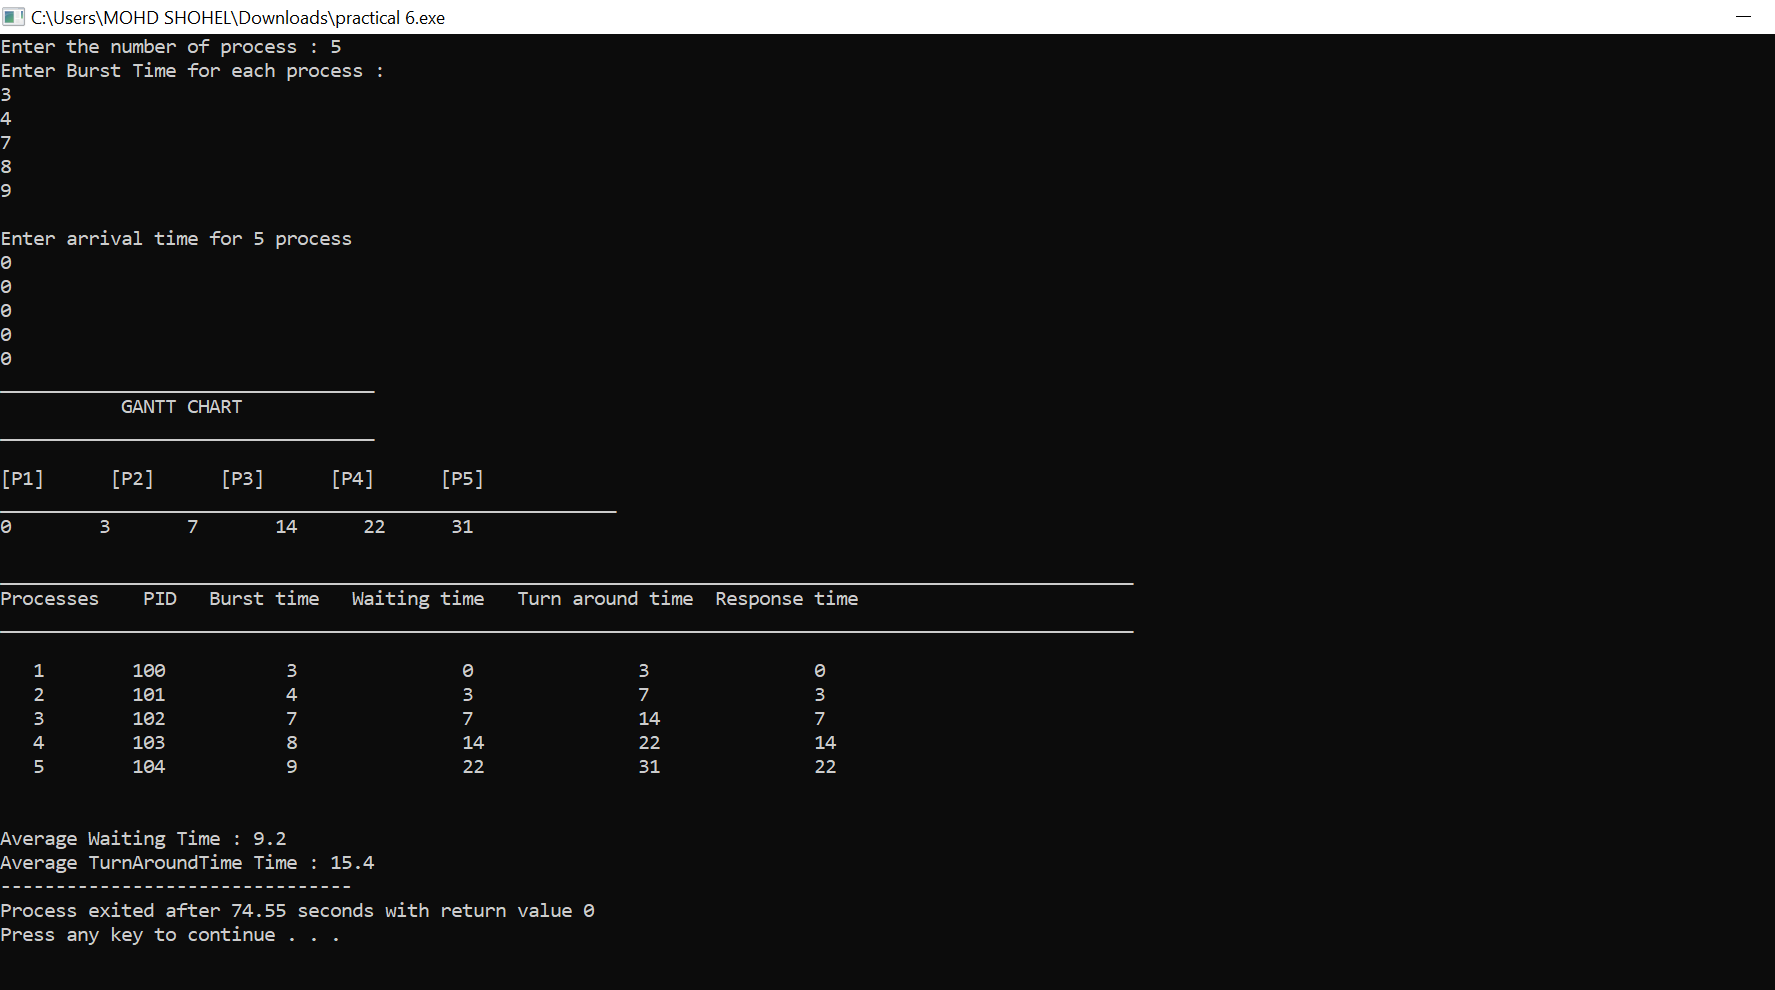 C:\Users\MOHD SHOHEL\Downloads\practical 6.exe
Enter the number of process : 5
Enter Burst Time for each process :
3
4
7
8
9
Enter arrival time for 5 process
0
0
0
0
0
GANTT CHART
[P1] [P2] [P3] [P4] [P5]
0 3 7 14 22 31
Processes PID Burst time Waiting time Turn around time Response time
1 100 3 0 3 0
2 101 4 3 7 3
3 102 7 7 14 7
4 103 8 14 22 14
5 104 9 22 31 22
Average Waiting Time : 9.2
Average TurnAroundTime Time : 15.4
--------------------------------
Process exited after 74.55 seconds with return value 0
Press any key to continue . . .